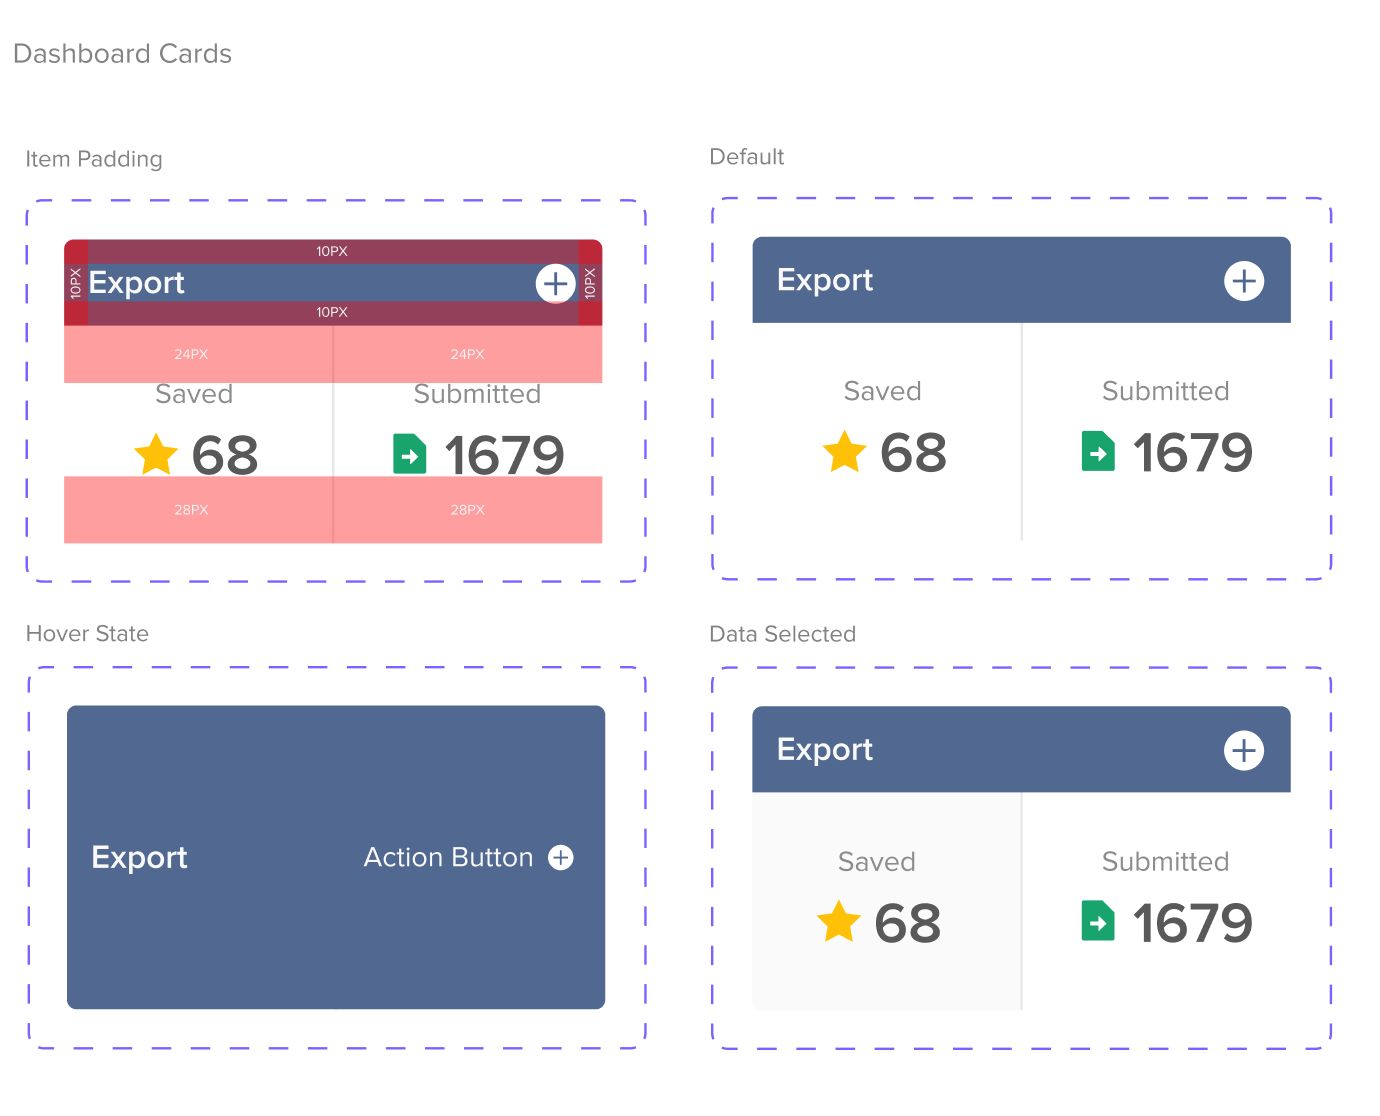 Dashboard Cards
Item Padding
10PX
10PX
Export
10PX
10PX
24PX
24PX
Saved
Submitted
68
1679
28PX
28PX
Default
Export
Saved
Submitted
68
1679
Hover State
Export
Action Button
Data Selected
Export
Saved
Submitted
68
1679